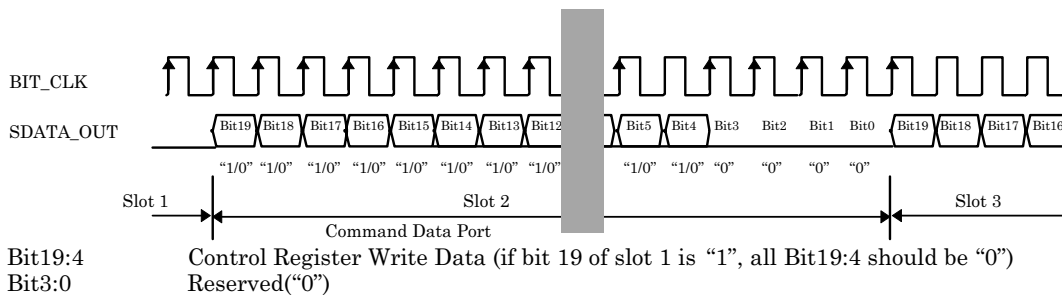 BIT_CLK
SDATA_OUT Bit19 Bit18 Bit17 Bit16 Bit15 Bit14 Bit13 Bit12 Bit5 Bit4 Bit3 Bit2 Bit1 Bit0 Bit19 Bit18 Bit17 Bit16
“1/0” “1/0” “1/0” “1/0” “1/0” “1/0” “1/0” “1/0” “1/0” “1/0” “0” “0” “0” “0”
Slot 1 Slot 2 Slot 3
Command Data Port
Bit19:4 Control Register Write Data (if bit 19 of slot 1 is “1”, all Bit19:4 should be “0”)
Bit3:0 Reserved(“0”)